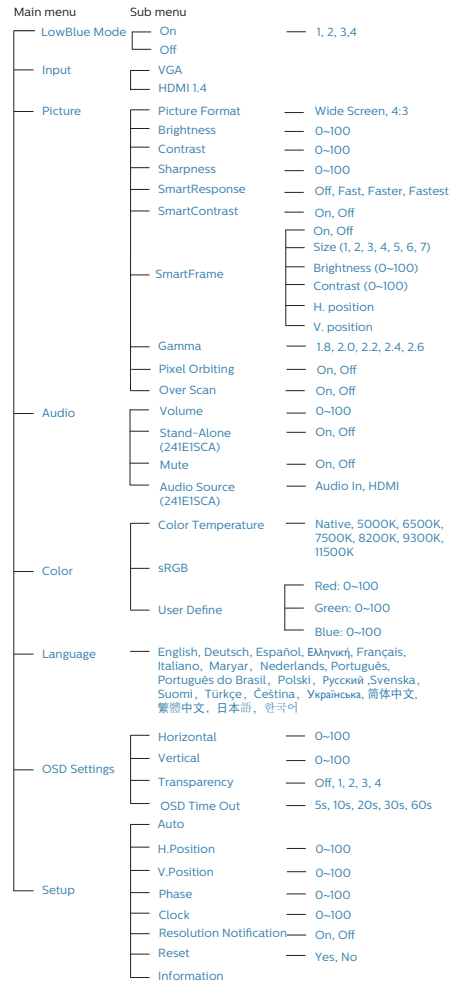 Main menu Sub menu
LowBlue Mode On 1, 2, 3,4
Off
Input VGA
HDMI 1.4
Picture Picture Format Wide Screen, 4:3
Brightness 0~100
Contrast 0~100
Sharpness 0~100
SmartResponse Off, Fast, Faster, Fastest
SmartContrast On, Off
SmartFrame On, Off
Size (1, 2, 3, 4, 5, 6, 7)
Brightness (0~100)
Contrast (0~100)
H. position
V. position
Gamma 1.8, 2.0, 2.2, 2.4, 2.6
Pixel Orbiting On, Off
Over Scan On, Off
Audio Volume 0~100
Stand-Alone On, Off
(241E1SCA)
Mute On, Off
Audio Source Audio In, HDMI
(241E1SCA)
Color Color Temperature Native, 5000K, 6500K,
7500K, 8200K, 9300K,
11500K
sRGB
User Define Red: 0~100
Green: 0~100
Blue: 0~100
Language English, Deutsch, Español, Ελληνική, Français,
Italiano, Maryar, Nederlands, Português,
Português do Brasil, Polski, Русский ,Svenska ,
Suomi, Türkçe, Čeština, Українська, 简体中文,
繁體中文, 日本語, 한국어
OSD Settings Horizontal 0~100
Vertical 0~100
Transparency Off, 1, 2, 3, 4
OSD Time Out 5s, 10s, 20s, 30s, 60s
Setup Auto
H.Position 0~100
V.Position 0~100
Phase 0~100
Clock 0~100
Resolution Notification On, Off
Reset Yes, No
Information